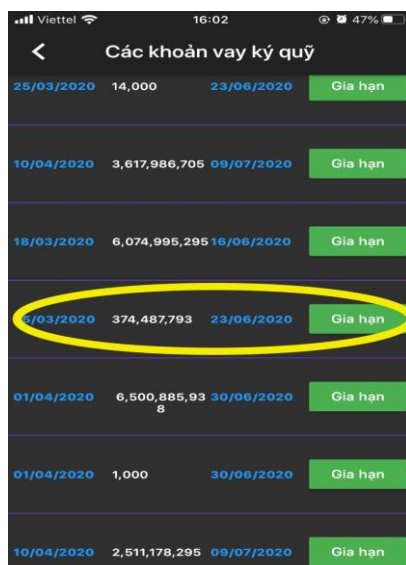 Viettel 16:02 47%
Các khoản vay ký quỹ
25/03/2020 14,000 23/06/2020 Gia hạn
10/04/2020 3,617,986,705 09/07/2020 Gia hạn
18/03/2020 6,074,995,295 16/06/2020 Gia hạn
5/03/2020 374,487,793 23/06/2020 Gia hạn
01/04/2020 6,500,885,93 30/06/2020 Gia hạn
8
01/04/2020 1,000 30/06/2020 Gia hạn
10/04/2020 2,511,178,295 09/07/2020 Gia hạn